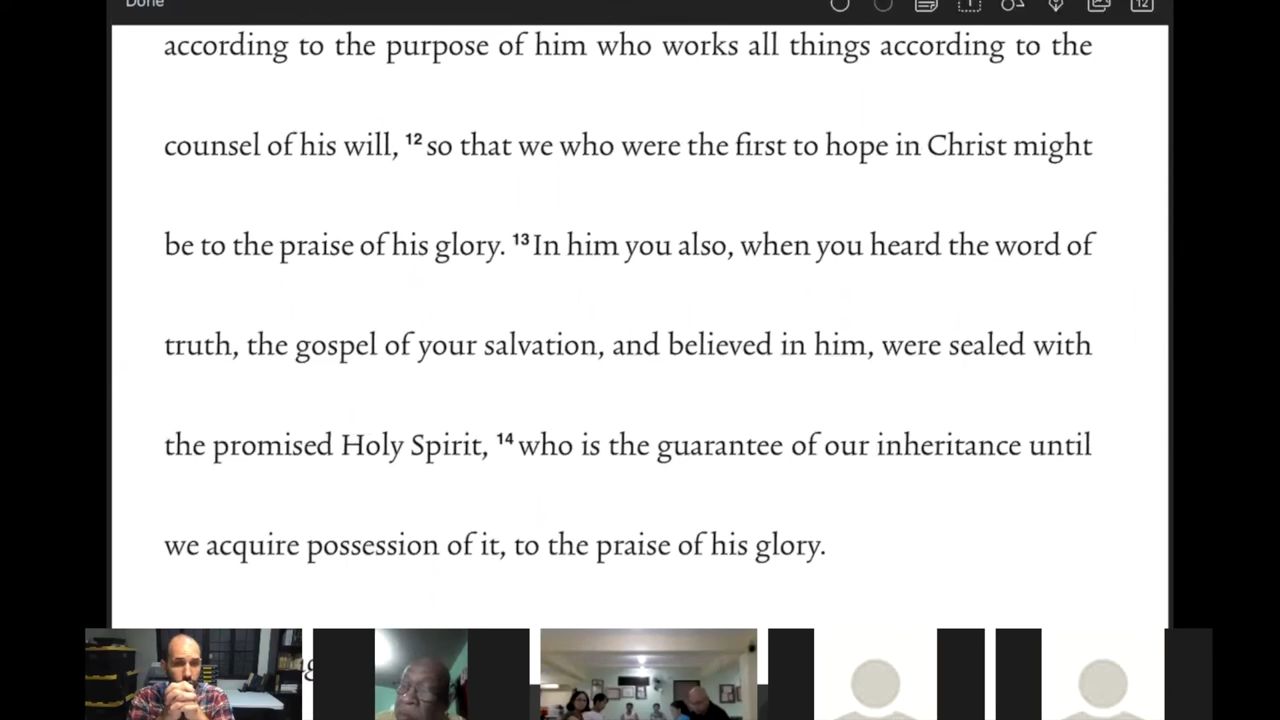 Done
12
according to the purpose of him who works all things according to the
counsel of his will, 12 so that we who were the first to hope in Christ might
be to the praise of his glory. 13 In him you also, when you heard the word of
truth, the gospel of your salvation, and believed in him, were sealed with
the promised Holy Spirit, 14 who is the guarantee of our inheritance until
we acquire possession of it, to the praise of his glory.